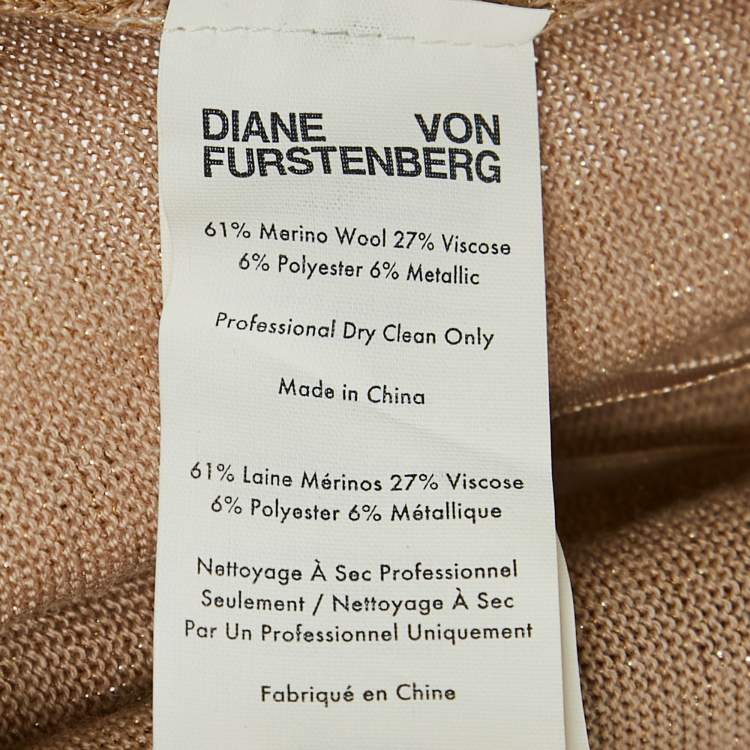 DIANE VON
FURSTENBERG
61% Merino Wool 27% Viscose
6% Polyester 6% Metallic
Professional Dry Clean Only
Made in China
61% Laine Mérinos 27% Viscose
6% Polyester 6% Métallique
Nettoyage À Sec Professionnel
Seulement / Nettoyage À Sec
Par Un Professionnel Uniquement
Fabriqué en Chine